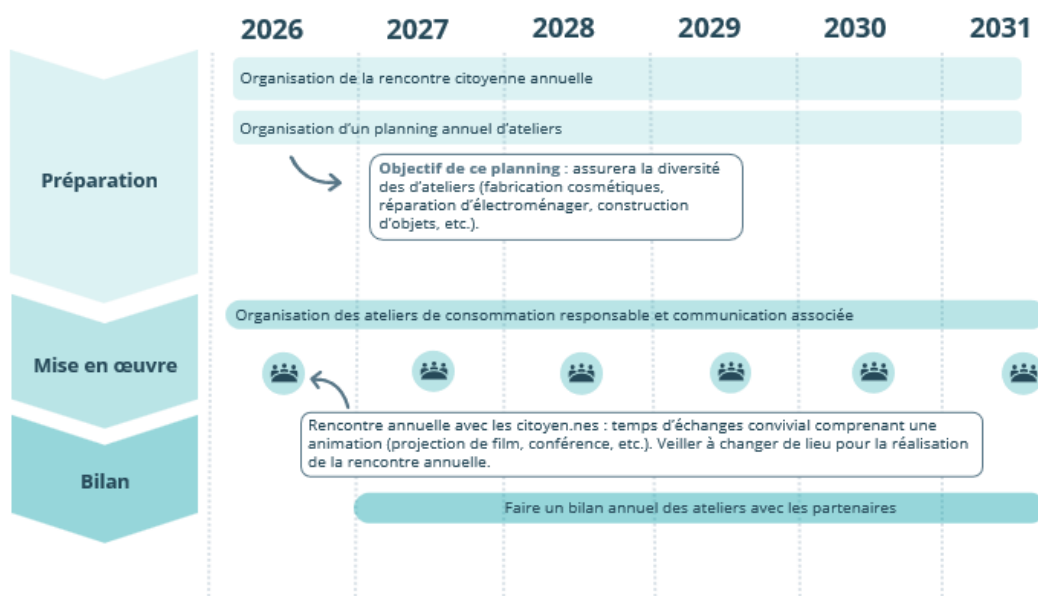 2026 2027 2028 2029 2030 2031
Préparation
Organisation de la rencontre citoyenne annuelle
Organisation d'un planning annuel d'ateliers
Objectif de ce planning : assurera la diversité
des d'ateliers (fabrication cosmétiques,
réparation d'électroménager, construction
d'objets, etc.).
Mise en œuvre
Organisation des ateliers de consommation responsable et communication associée
Rencontre annuelle avec les citoyen.nes : temps d'échanges convivial comprenant une
animation (projection de film, conférence, etc.). Veiller à changer de lieu pour la réalisation
de la rencontre annuelle.
Bilan
Faire un bilan annuel des ateliers avec les partenaires